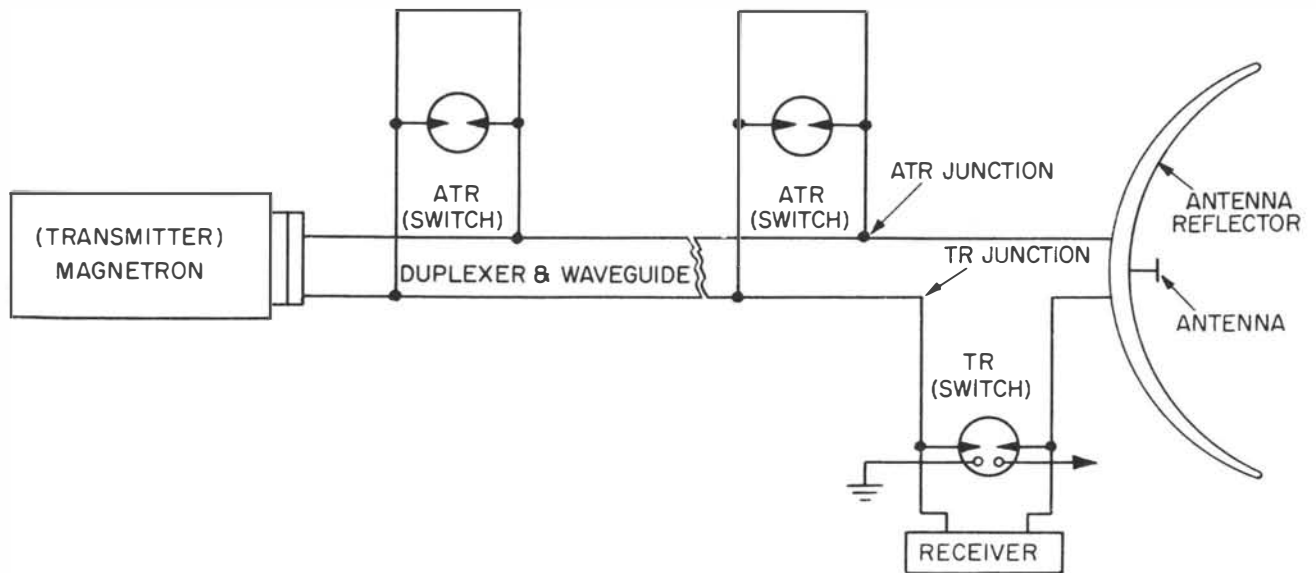 (TRANSMITTER)
MAGNETRON
ATR
(SWITCH)
DUPLEXER & WAVEGUIDE
ATR
(SWITCH)
ATR JUNCTION
TR JUNCTION
ANTENNA
REFLECTOR
ANTENNA
TR
(SWITCH)
RECEIVER